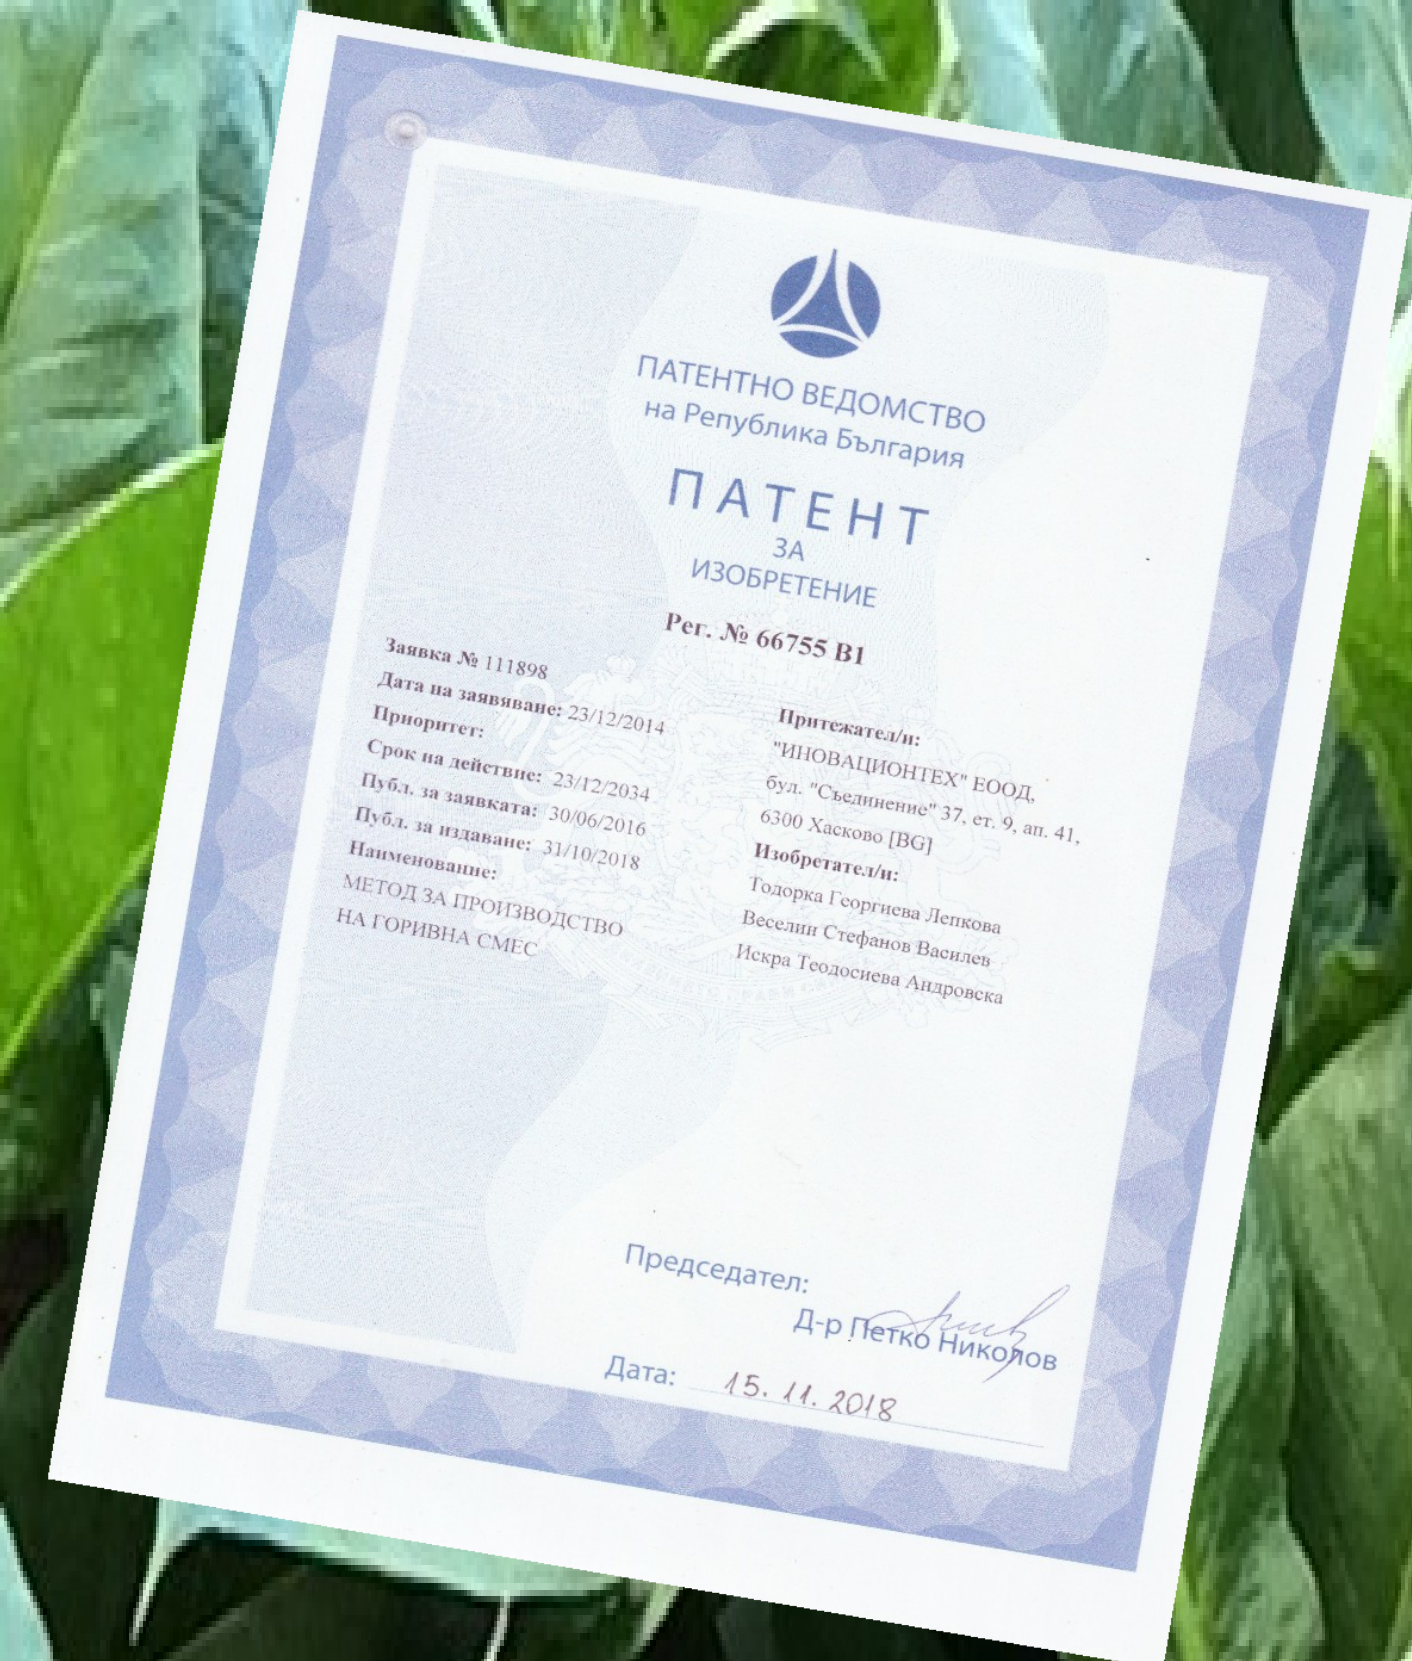 ПАТЕНТНО ВЕДОМСТВО
на Република България
ПАТЕНТ
ЗА
ИЗОБРЕТЕНИЕ
Рег. № 66755 B1
Заявка № 111898
Дата на заявяване: 23/12/2014
Приоритет:
Срок на действие: 23/12/2034
Публ. за заявката: 30/06/2016
Публ. за издаване: 31/10/2018
Наименование:
МЕТОД ЗА ПРОИЗВОДСТВО
НА ГОРИВНА СМЕС
Притежател/и:
"ИНОВАЦИОНТЕХ" ЕООД,
бул. "Съединение" 37, ет. 9, ап. 41,
6300 Хасково [BG]
Изобретател/и:
Тодорка Георгиева Лепкова
Веселин Стефанов Василев
Искра Теодосиева Андровска
Председател:
Д-р Петко Николов
Дата: 15. 11. 2018